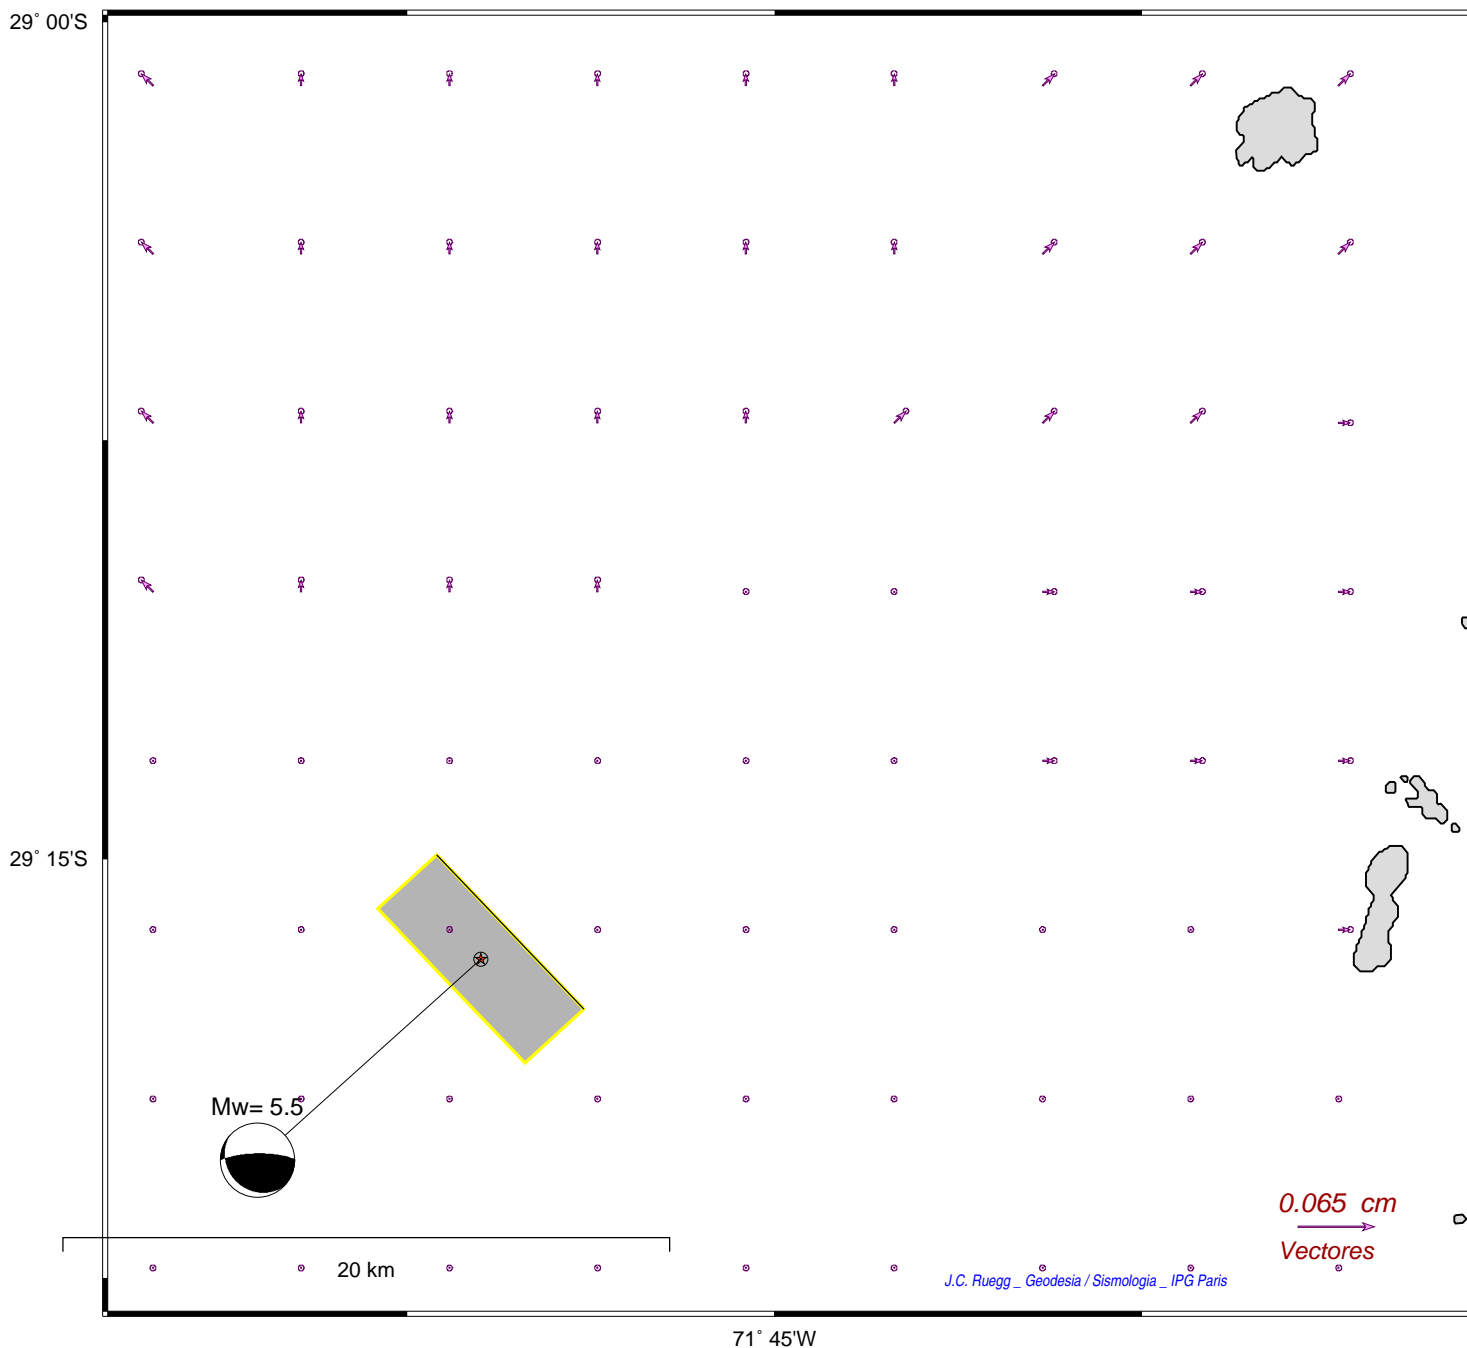 29° 00'S
29° 15'S
Mw= 5.5
0.065 cm
Vectores
20 km
J.C. Ruegg _ Geodesia / Sismologia _ IPG Paris
71° 45'W